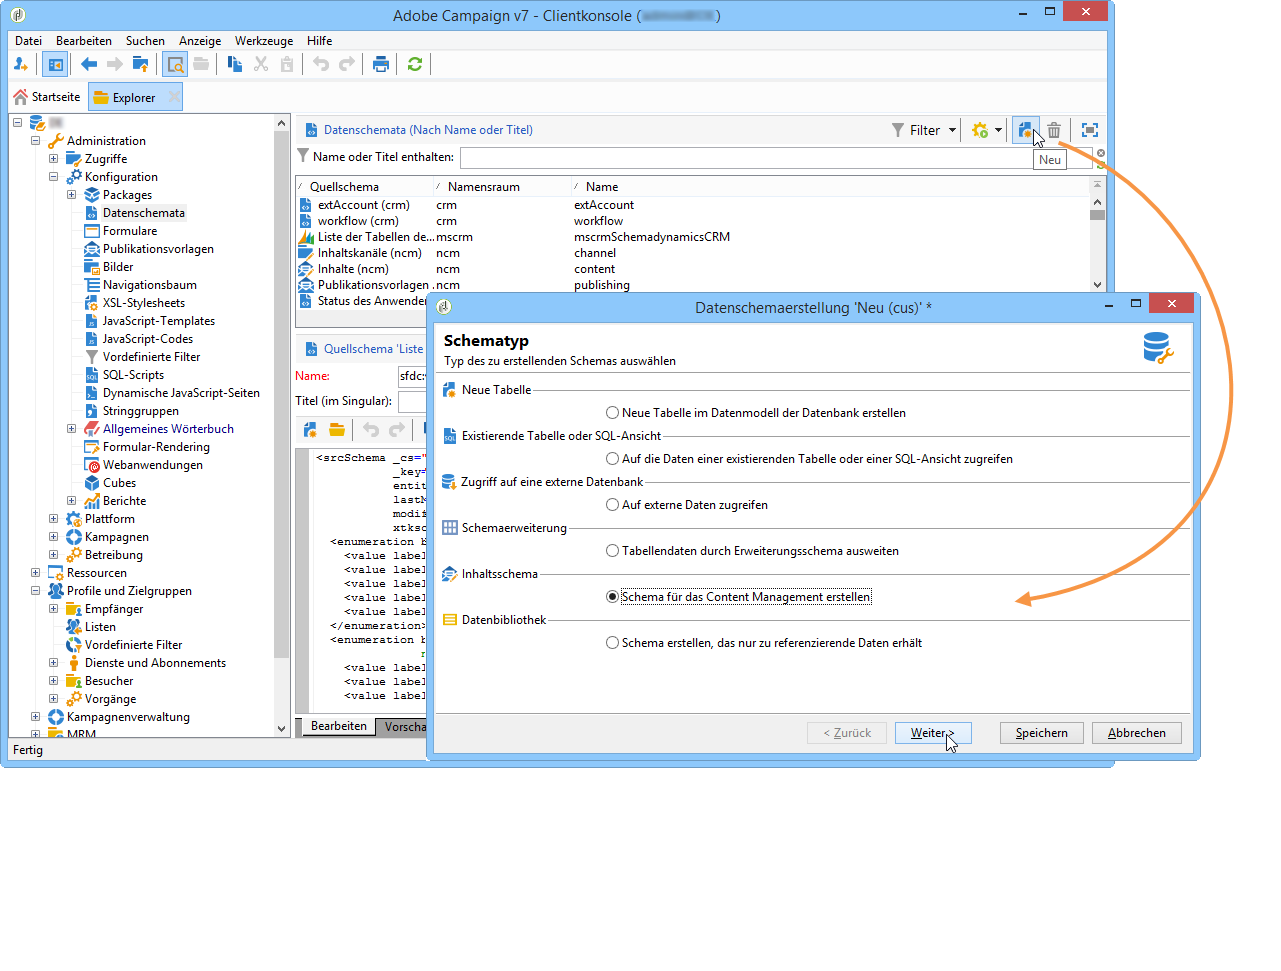 Adobe Campaign v7 - Clientkonsole ( )
Datei Bearbeiten Suchen Anzeige Werkzeuge Hilfe
Startseite Explorer
Administration
Zugriffe
Konfiguration
Packages
Datenschemata
Formulare
Publikationsvorlagen
Bilder
Navigationsbaum
XSL-Stylesheets
JavaScript-Templates
JavaScript-Codes
Vordefinierte Filter
SQL-Scripts
Dynamische JavaScript-Seiten
Stringgruppen
Allgemeines Wörterbuch
Formular-Rendering
Webanwendungen
Cubes
Berichte
Plattform
Kampagnen
Betreibung
Ressourcen
Profile und Zielgruppen
Empfänger
Listen
Vordefinierte Filter
Dienste und Abonnements
Besucher
Vorgänge
Kampagnenverwaltung
MRM
Fertig
Datenschemata (Nach Name oder Titel)
Filter
Neu
Name oder Titel enthalten:
Quellschema Namensraum Name
extAccount (crm) crm extAccount
workflow (crm) crm workflow
Liste der Tabellen de... mscrm mscrmSchemadynamicsCRM
Inhaltskanäle (ncm) ncm channel
Inhalte (ncm) ncm content
Publikationsvorlagen... ncm publishing
Status des Anwender
Quellschema 'Liste
Name: sfdc:
Titel (im Singular):
<srcSchema _cs="
_key=
entit
lastM
modif
xtksc
<enumeration b
<value label
<value label
<value label
<value label
<value label
</enumeration>
<enumeration b
<value label
<value label
<value label
Bearbeiten Vorscha
Datenschemaerstellung 'Neu (cus)' *
Schematyp
Typ des zu erstellenden Schemas auswählen
Neue Tabelle
Neue Tabelle im Datenmodell der Datenbank erstellen
Existierende Tabelle oder SQL-Ansicht
Auf die Daten einer existierenden Tabelle oder einer SQL-Ansicht zugreifen
Zugriff auf eine externe Datenbank
Auf externe Daten zugreifen
Schemaerweiterung
Tabellendaten durch Erweiterungsschema ausweiten
Inhaltsschema
Schema für das Content Management erstellen
Datenbibliothek
Schema erstellen, das nur zu referenzierende Daten erhält
< Zurück Weiter > Speichern Abbrechen